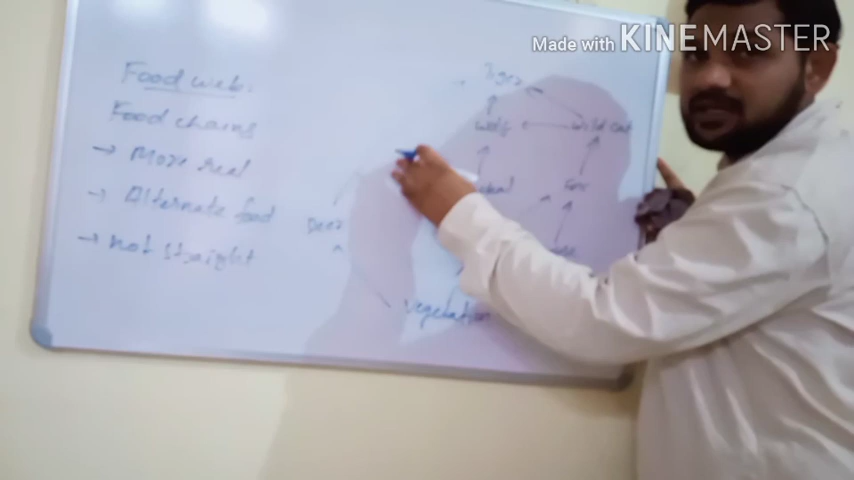 Made with KINEMASTER
Food web.
Food chains
→ More real
→ Alternate food
→ not straight
Tiger
Wolf
Wild cat
Deer
Vegetation